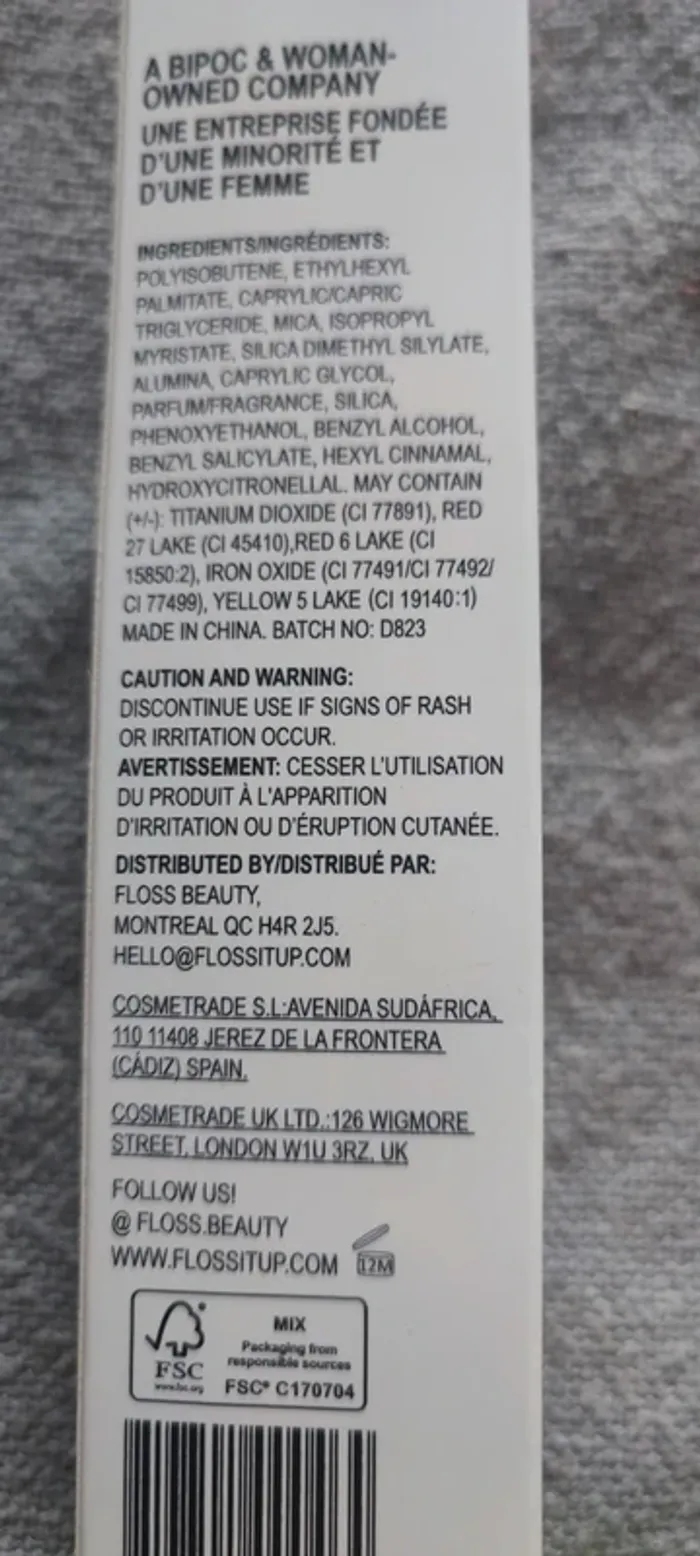 A BIPOC & WOMAN-
OWNED COMPANY
UNE ENTREPRISE FONDÉE
D'UNE MINORITÉ ET
D'UNE FEMME
INGREDIENTS/INGRÉDIENTS:
POLYISOBUTENE, ETHYLHEXYL
PALMITATE, CAPRYLIC/CAPRIC
TRIGLYCERIDE, MICA, ISOPROPYL
MYRISTATE, SILICA DIMETHYL SILYLATE,
ALUMINA, CAPRYLIC GLYCOL,
PARFUM/FRAGRANCE, SILICA,
PHENOXYETHANOL, BENZYL ALCOHOL,
BENZYL SALICYLATE, HEXYL CINNAMAL,
HYDROXYCITRONELLAL. MAY CONTAIN
(+/-): TITANIUM DIOXIDE (CI 77891), RED
27 LAKE (CI 45410),RED 6 LAKE (CI
15850:2), IRON OXIDE (CI 77491/CI 77492/
CI 77499), YELLOW 5 LAKE (CI 19140:1)
MADE IN CHINA. BATCH NO: D823
CAUTION AND WARNING:
DISCONTINUE USE IF SIGNS OF RASH
OR IRRITATION OCCUR.
AVERTISSEMENT: CESSER L'UTILISATION
DU PRODUIT À L'APPARITION
D'IRRITATION OU D'ÉRUPTION CUTANÉE.
DISTRIBUTED BY/DISTRIBUÉ PAR:
FLOSS BEAUTY,
MONTREAL QC H4R 2J5.
HELLO@FLOSSITUP.COM
COSMETRADE S.L:AVENIDA SUDÁFRICA,
110 11408 JEREZ DE LA FRONTERA
(CÁDIZ) SPAIN.
COSMETRADE UK LTD.:126 WIGMORE
STREET, LONDON W1U 3RZ, UK
FOLLOW US!
@ FLOSS.BEAUTY
WWW.FLOSSITUP.COM 12M
MIX
Packaging from
responsible sources
FSC® C170704
FSC
www.fsc.org